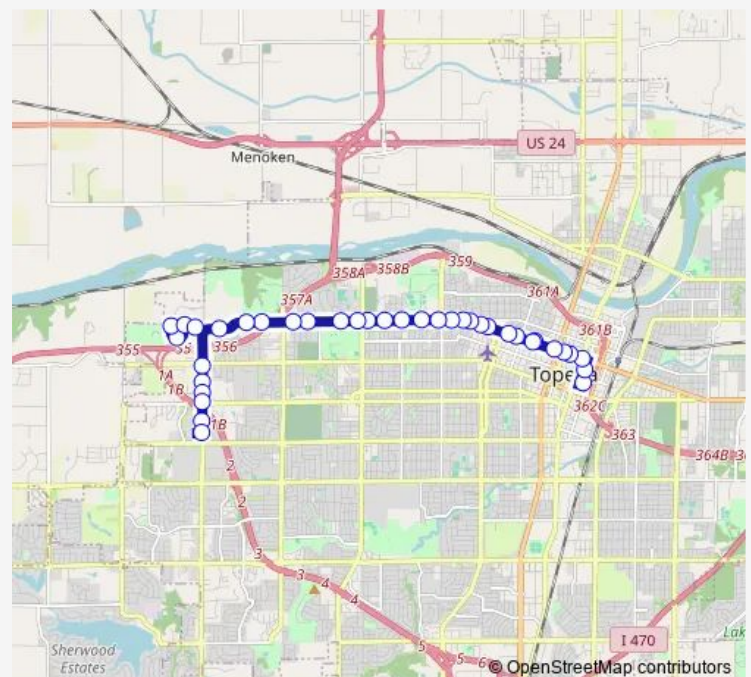 US 24
Menoken
359
358A
358B
357A
361A
361B
355
356
1A
1B
Topeka
362C
1B
363
364B
2
2
3
3
4
4
5
5
6
I 470
Sherwood
Estates
© OpenStreetMap contributors